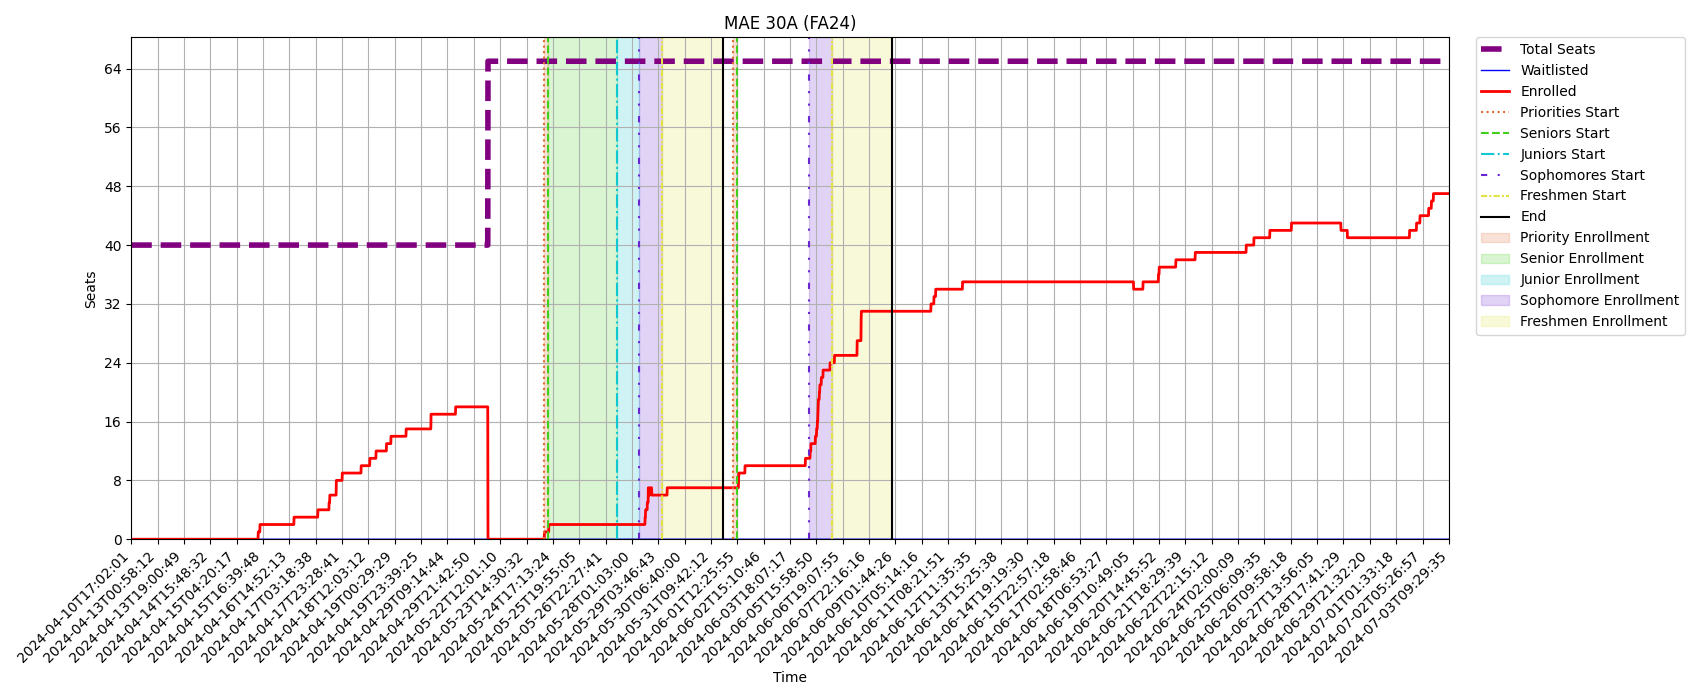 MAE 30A (FA24)
Total Seats
Waitlisted
Enrolled
Priorities Start
Seniors Start
Juniors Start
Sophomores Start
Freshmen Start
End
Priority Enrollment
Senior Enrollment
Junior Enrollment
Sophomore Enrollment
Freshmen Enrollment
Seats
64
56
48
40
32
24
16
8
0
2024-04-10T17:02:01
2024-04-13T00:58:12
2024-04-13T19:00:49
2024-04-14T15:48:32
2024-04-15T04:20:17
2024-04-15T16:39:48
2024-04-16T14:52:13
2024-04-17T03:18:38
2024-04-17T23:28:41
2024-04-18T12:03:12
2024-04-19T00:29:29
2024-04-19T23:39:25
2024-04-29T09:14:44
2024-04-29T21:42:50
2024-05-22T12:01:10
2024-05-23T14:30:32
2024-05-24T17:13:24
2024-05-25T19:55:05
2024-05-26T22:27:41
2024-05-28T01:03:00
2024-05-29T03:46:43
2024-05-30T06:40:00
2024-05-31T09:42:12
2024-06-01T12:25:55
2024-06-02T15:10:46
2024-06-03T18:07:17
2024-06-05T15:58:50
2024-06-06T19:07:55
2024-06-07T22:16:16
2024-06-09T01:44:26
2024-06-10T05:14:16
2024-06-11T08:21:51
2024-06-12T11:35:35
2024-06-13T15:25:38
2024-06-14T19:19:30
2024-06-15T22:57:18
2024-06-17T02:58:46
2024-06-18T06:53:27
2024-06-19T10:49:05
2024-06-20T14:45:52
2024-06-21T18:29:39
2024-06-22T22:15:12
2024-06-24T02:00:09
2024-06-25T06:09:35
2024-06-26T09:58:18
2024-06-27T13:56:05
2024-06-28T17:41:29
2024-06-29T21:32:20
2024-07-01T01:33:18
2024-07-02T05:26:57
2024-07-03T09:29:35
Time